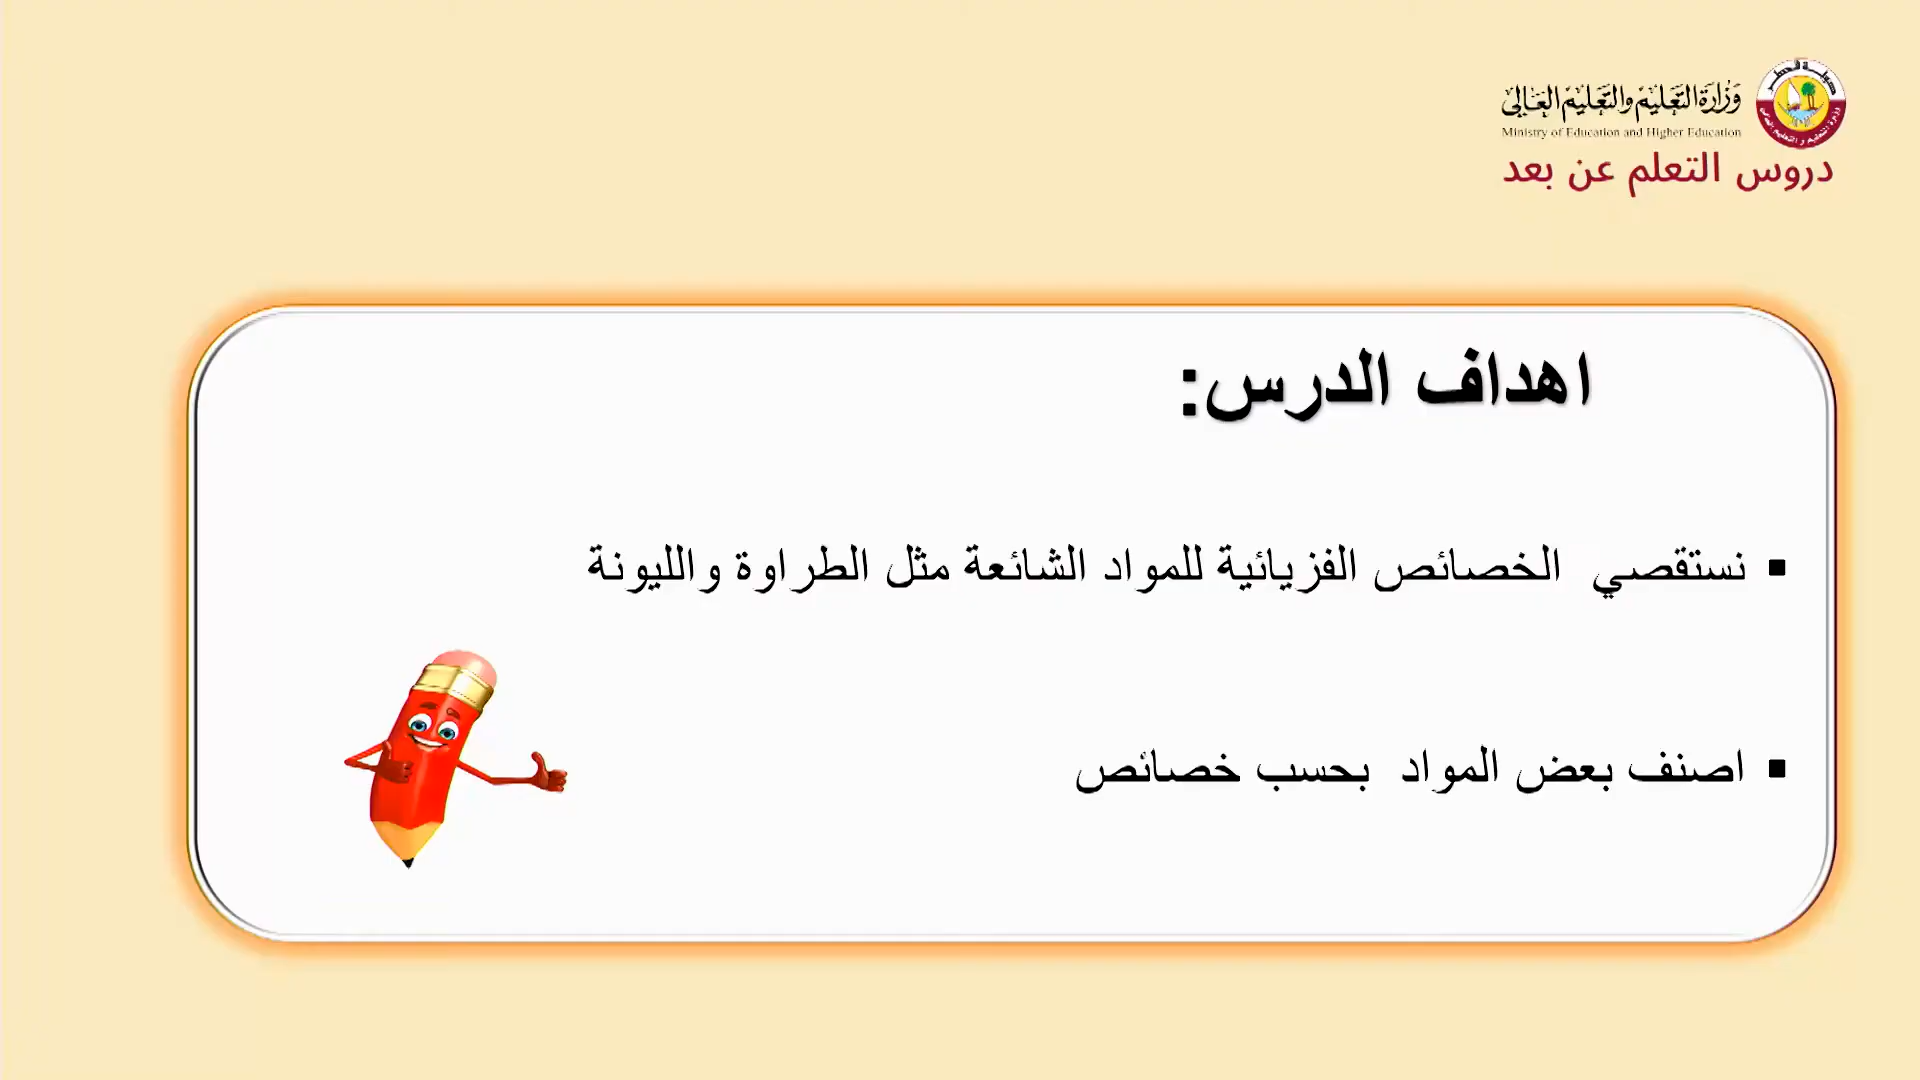 وزارة التعليم والتعليم العالي
Ministry of Education and Higher Education
دروس التعلم عن بعد
اهداف الدرس:
▪ نستقصي الخصائص الفزيائية للمواد الشائعة مثل الطراوة والليونة
▪ اصنف بعض المواد بحسب خصائص